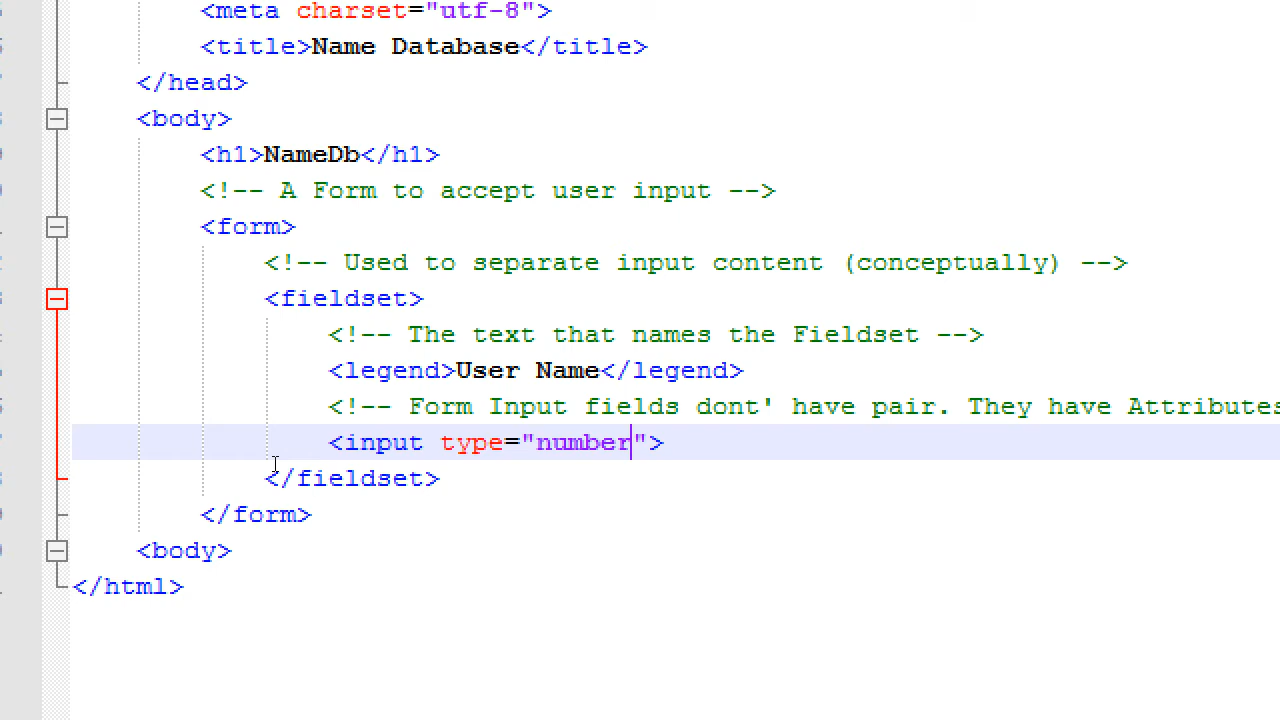 <meta charset="utf-8">
<title>Name Database</title>
</head>
<body>
<h1>NameDb</h1>
<!-- A Form to accept user input -->
<form>
<!-- Used to separate input content (conceptually) -->
<fieldset>
<!-- The text that names the Fieldset -->
<legend>User Name</legend>
<!-- Form Input fields dont' have pair. They have Attributes
<input type="number">
</fieldset>
</form>
<body>
</html>